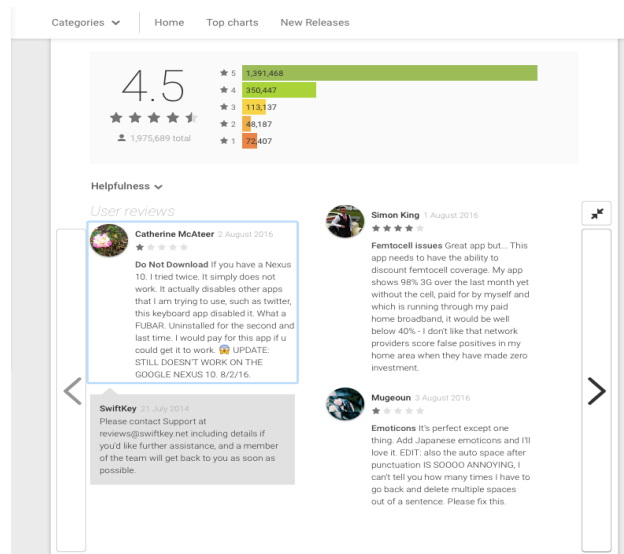 Categories Home Top charts New Releases
4.5
1,975,689 total
5 1,391,468
4 350,447
3 113,137
2 48,187
1 72,407
Helpfulness
User reviews
Catherine McAteer 2 August 2016
Do Not Download If you have a Nexus
10. I tried twice. It simply does not
work. It actually disables other apps
that I am trying to use, such as twitter,
this keyboard app disabled it. What a
FUBAR. Uninstalled for the second and
last time. I would pay for this app if u
could get it to work. 😱 UPDATE:
STILL DOESN'T WORK ON THE
GOOGLE NEXUS 10. 8/2/16.
SwiftKey 21 July 2014
Please contact Support at
reviews@swiftkey.net including details if
you'd like further assistance, and a member
of the team will get back to you as soon as
possible.
Simon King 1 August 2016
Femtocell issues Great app but... This
app needs to have the ability to
discount femtocell coverage. My app
shows 98% 3G over the last month yet
without the cell, paid for by myself and
which is running through my paid
home broadband, it would be well
below 40% - I don't like that network
providers score false positives in my
home area when they have made zero
investment.
Mugeoun 3 August 2016
Emoticons It's perfect except one
thing. Add Japanese emoticons and I'll
love it. EDIT: also the auto space after
punctuation IS SOOOO ANNOYING, I
can't tell you how many times I have to
go back and delete multiple spaces
out of a sentence. Please fix this.